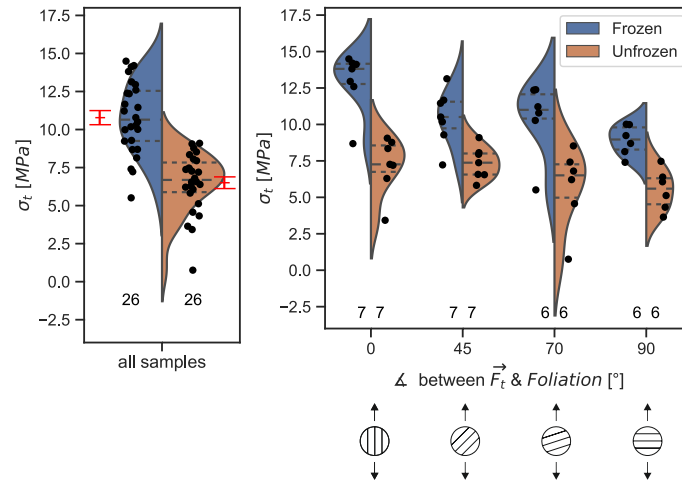 17.5
15.0
12.5
10.0
7.5
5.0
2.5
0.0
−2.5
σt [MPa]
26 26
all samples
Frozen
Unfrozen
17.5
15.0
12.5
10.0
7.5
5.0
2.5
0.0
−2.5
σt [MPa]
7 7 7 7 6 6 6 6
0 45 70 90
∡ between F⃗t & Foliation [°]